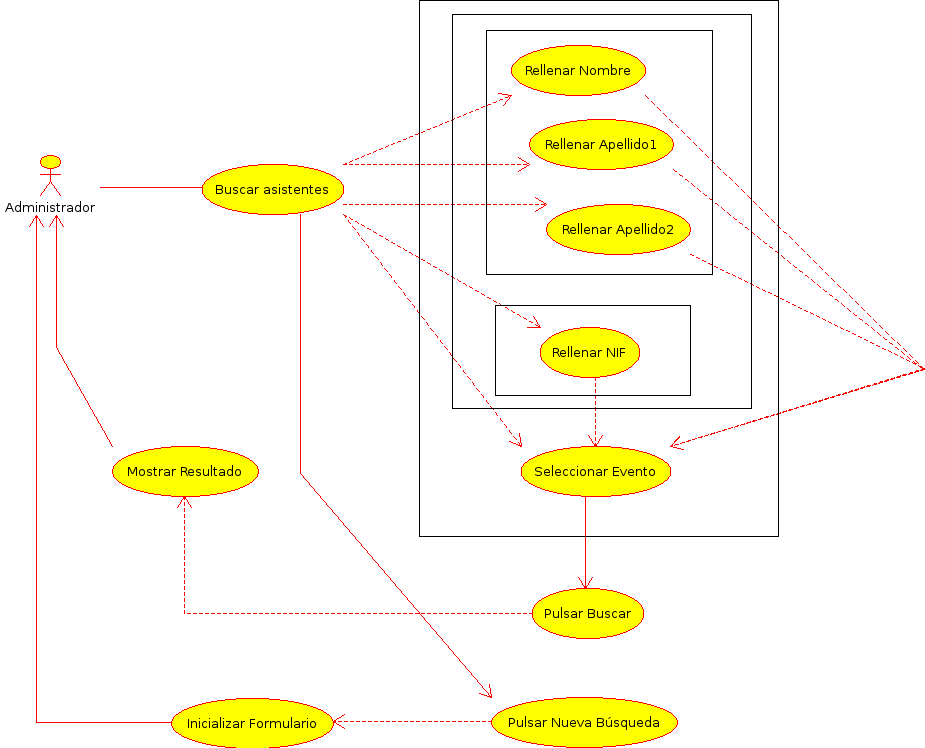 Rellenar Nombre
Rellenar Apellido1
Buscar asistentes
Administrador
Rellenar Apellido2
Rellenar NIF
Mostrar Resultado
Seleccionar Evento
Pulsar Buscar
Inicializar Formulario
Pulsar Nueva Búsqueda